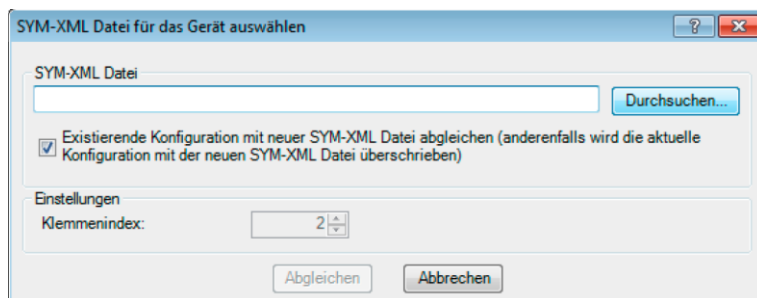 SYM-XML Datei für das Gerät auswählen
SYM-XML Datei
Durchsuchen...
Existierende Konfiguration mit neuer SYM-XML Datei abgleichen (anderenfalls wird die aktuelle
Konfiguration mit der neuen SYM-XML Datei überschrieben)
Einstellungen
Klemmenindex: 2
Abgleichen Abbrechen